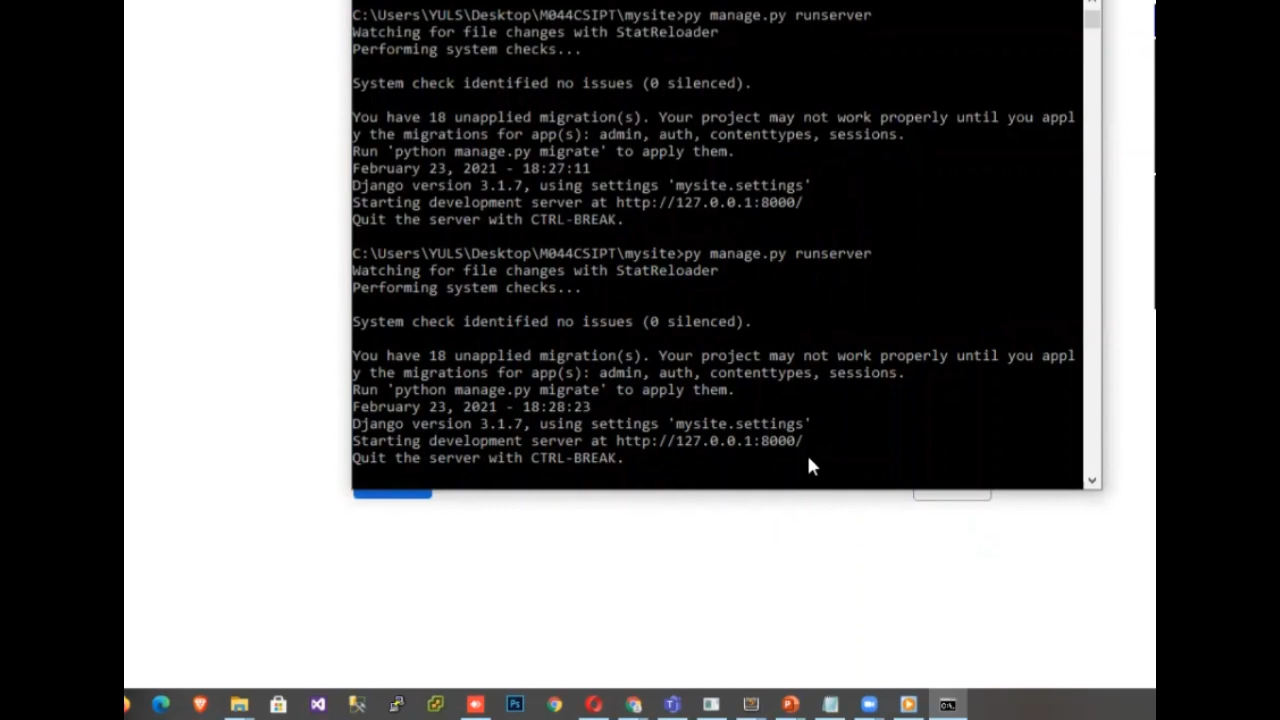 C:\Users\YULS\Desktop\M044CSIPT\mysite>py manage.py runserver
Watching for file changes with StatReloader
Performing system checks...
System check identified no issues (0 silenced).
You have 18 unapplied migration(s). Your project may not work properly until you appl
y the migrations for app(s): admin, auth, contenttypes, sessions.
Run 'python manage.py migrate' to apply them.
February 23, 2021 - 18:27:11
Django version 3.1.7, using settings 'mysite.settings'
Starting development server at http://127.0.0.1:8000/
Quit the server with CTRL-BREAK.
C:\Users\YULS\Desktop\M044CSIPT\mysite>py manage.py runserver
Watching for file changes with StatReloader
Performing system checks...
System check identified no issues (0 silenced).
You have 18 unapplied migration(s). Your project may not work properly until you appl
y the migrations for app(s): admin, auth, contenttypes, sessions.
Run 'python manage.py migrate' to apply them.
February 23, 2021 - 18:28:23
Django version 3.1.7, using settings 'mysite.settings'
Starting development server at http://127.0.0.1:8000/
Quit the server with CTRL-BREAK.
Ps